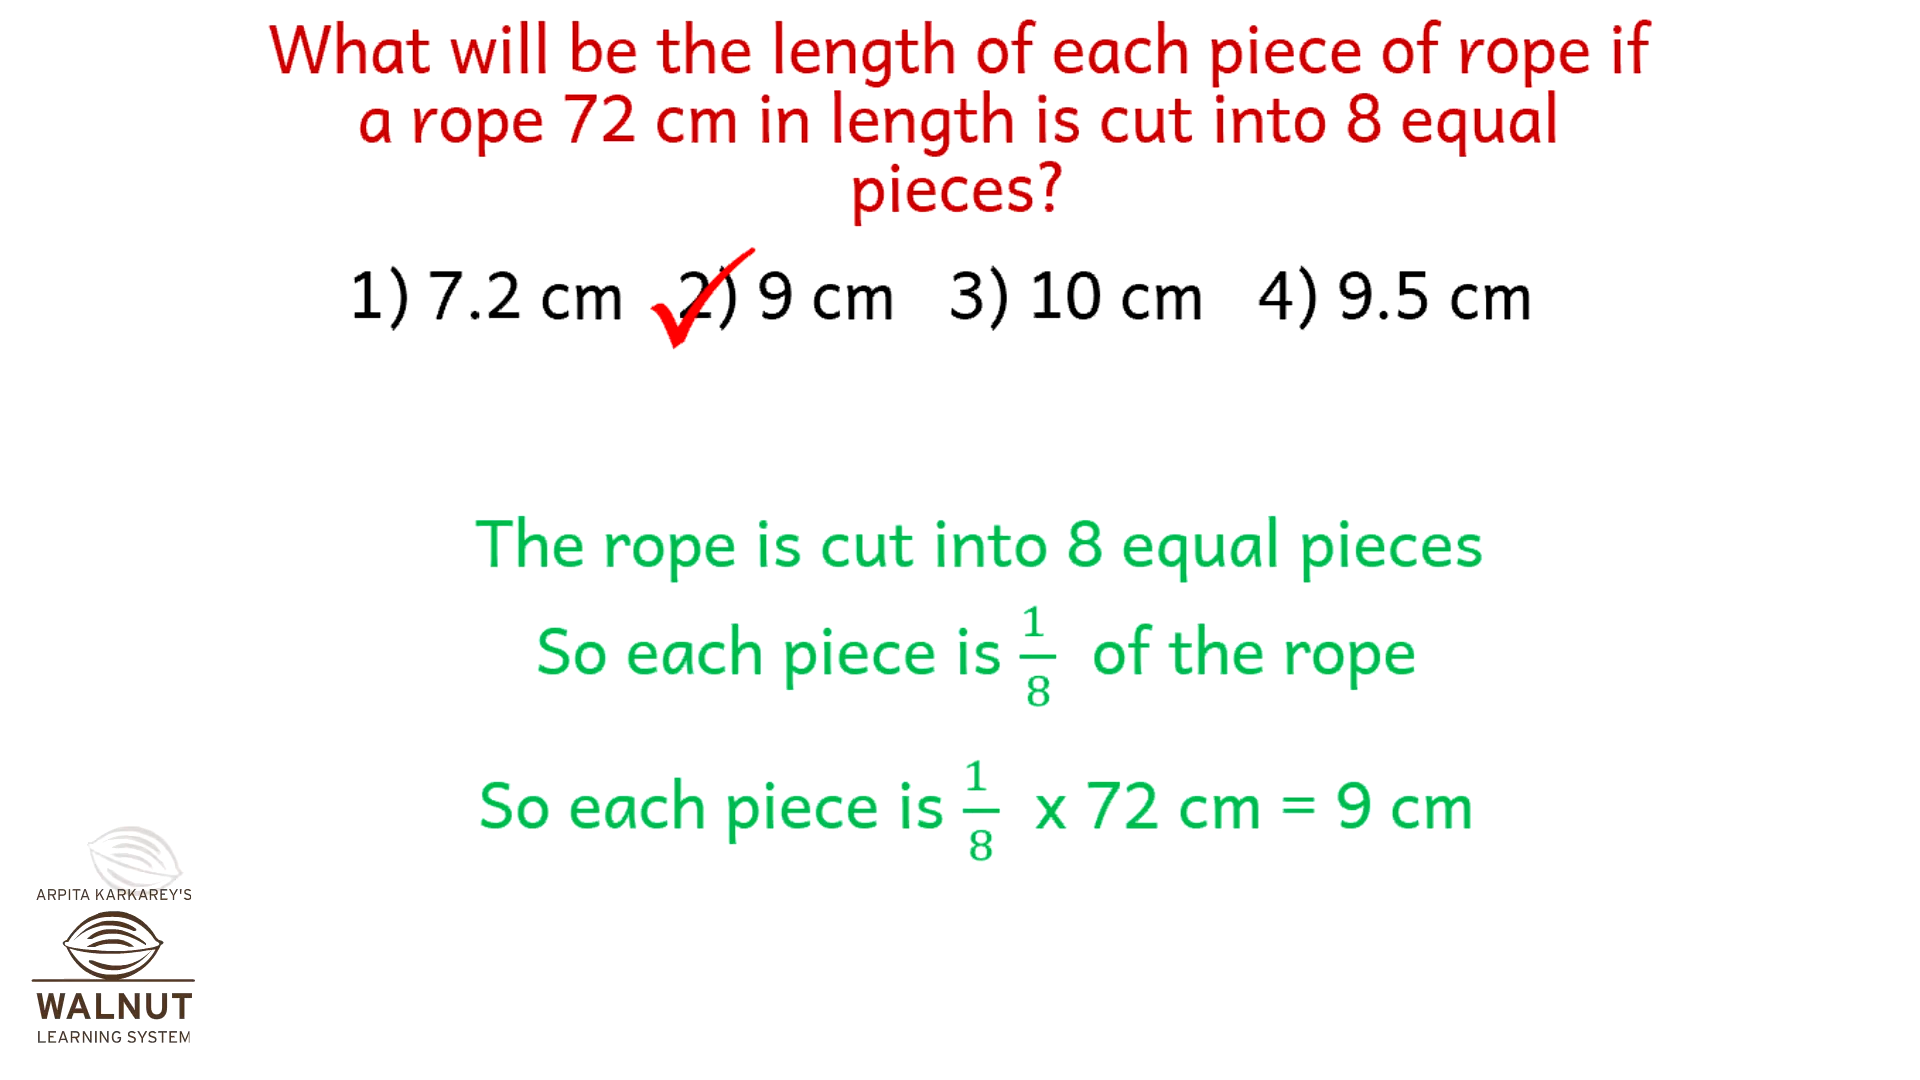 What will be the length of each piece of rope if
a rope 72 cm in length is cut into 8 equal
pieces?
1) 7.2 cm 2) 9 cm 3) 10 cm 4) 9.5 cm
The rope is cut into 8 equal pieces
So each piece is 1/8 of the rope
So each piece is 1/8 x 72 cm = 9 cm
ARPITA KARKAREY'S
WALNUT
LEARNING SYSTEM